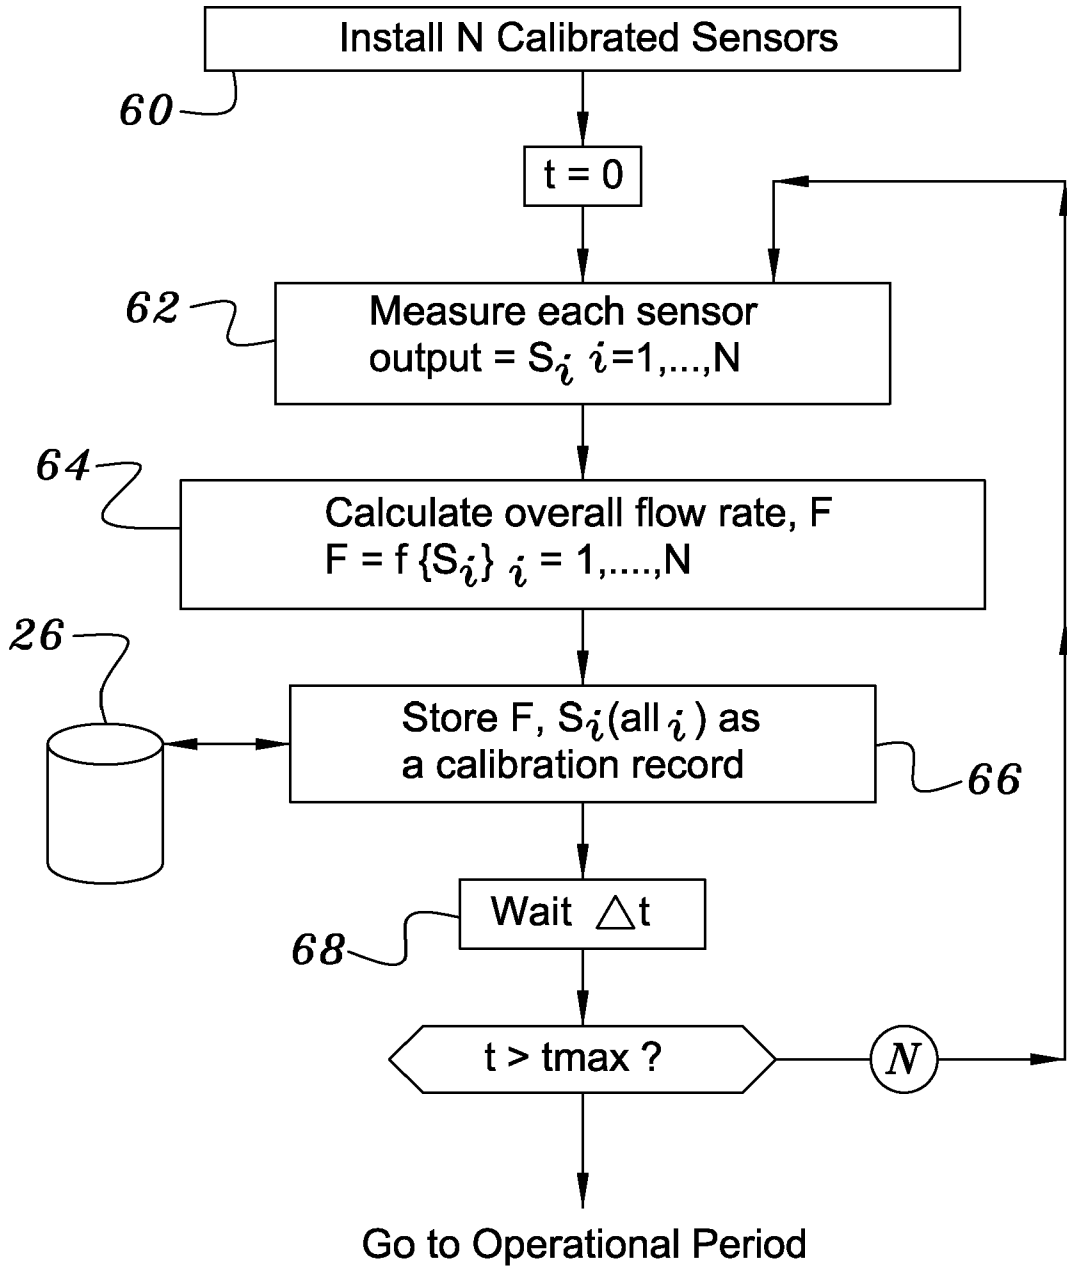 Install N Calibrated Sensors
60
t = 0
62
Measure each sensor
output = Si i=1,...,N
64
Calculate overall flow rate, F
F = f {Si} i = 1,....,N
26
Store F, Si(all i) as
a calibration record
66
Wait △t
68
t > tmax ?
N
Go to Operational Period